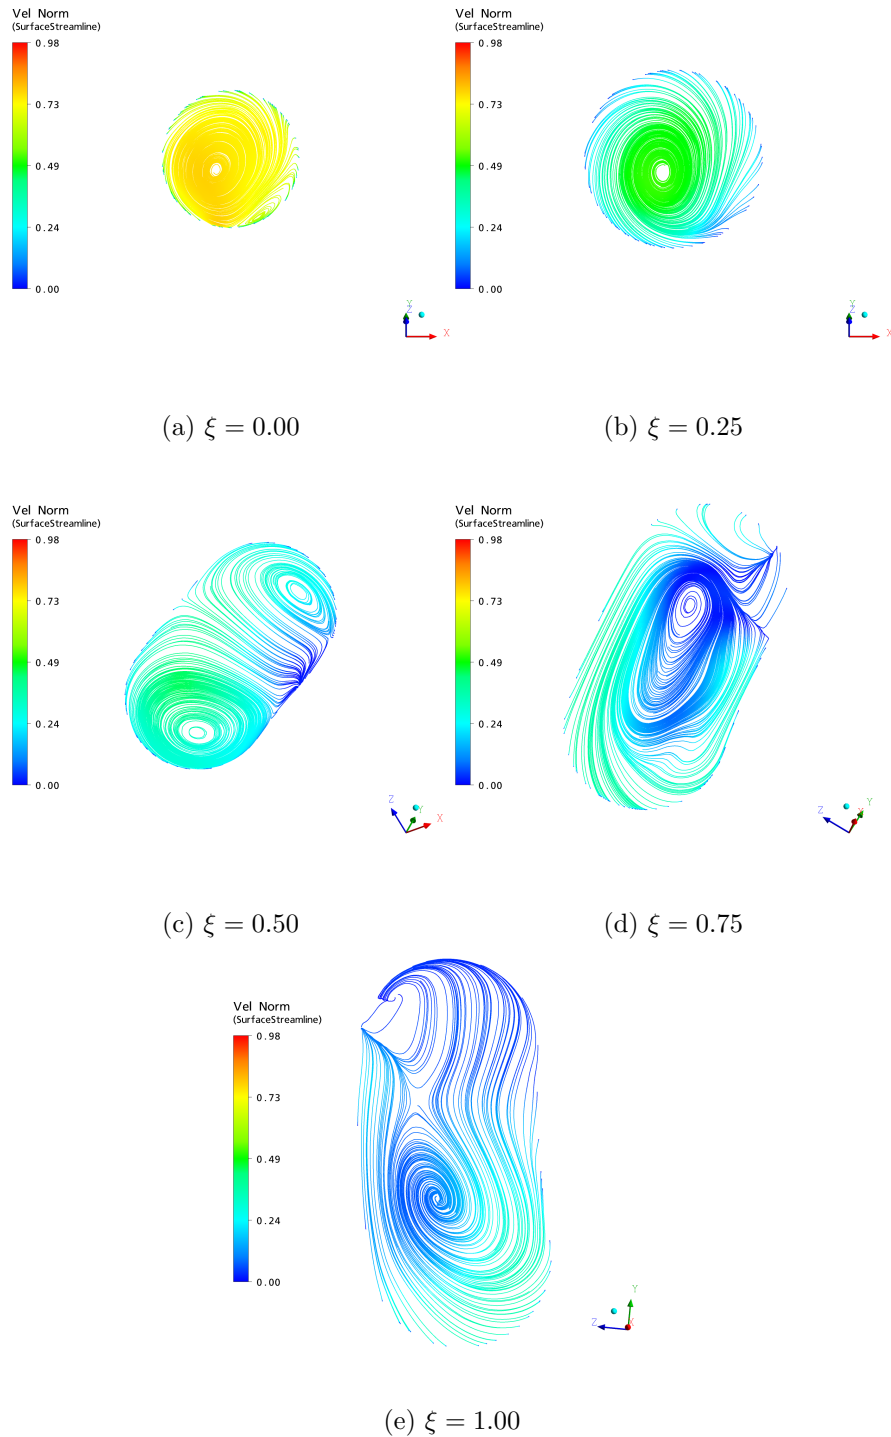 Vel Norm
(SurfaceStreamline)
0.98
0.73
0.49
0.24
0.00
Y
Z
X
(a) ξ = 0.00
Vel Norm
(SurfaceStreamline)
0.98
0.73
0.49
0.24
0.00
Y
Z
X
(b) ξ = 0.25
Vel Norm
(SurfaceStreamline)
0.98
0.73
0.49
0.24
0.00
Z
Y
X
(c) ξ = 0.50
Vel Norm
(SurfaceStreamline)
0.98
0.73
0.49
0.24
0.00
Z
X
Y
(d) ξ = 0.75
Vel Norm
(SurfaceStreamline)
0.98
0.73
0.49
0.24
0.00
Y
Z
X
(e) ξ = 1.00